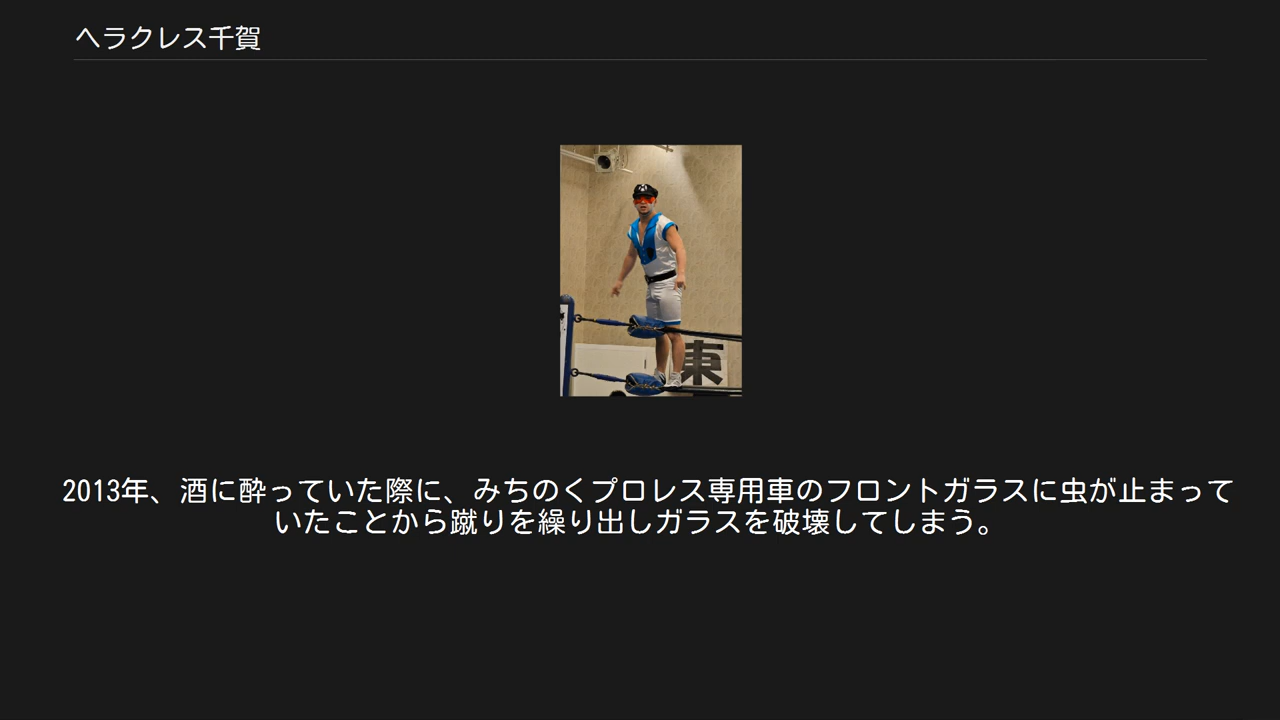 ヘラクレス千賀
東
2013年、酒に酔っていた際に、みちのくプロレス専用車のフロントガラスに虫が止まって
いたことから蹴りを繰り出しガラスを破壊してしまう。